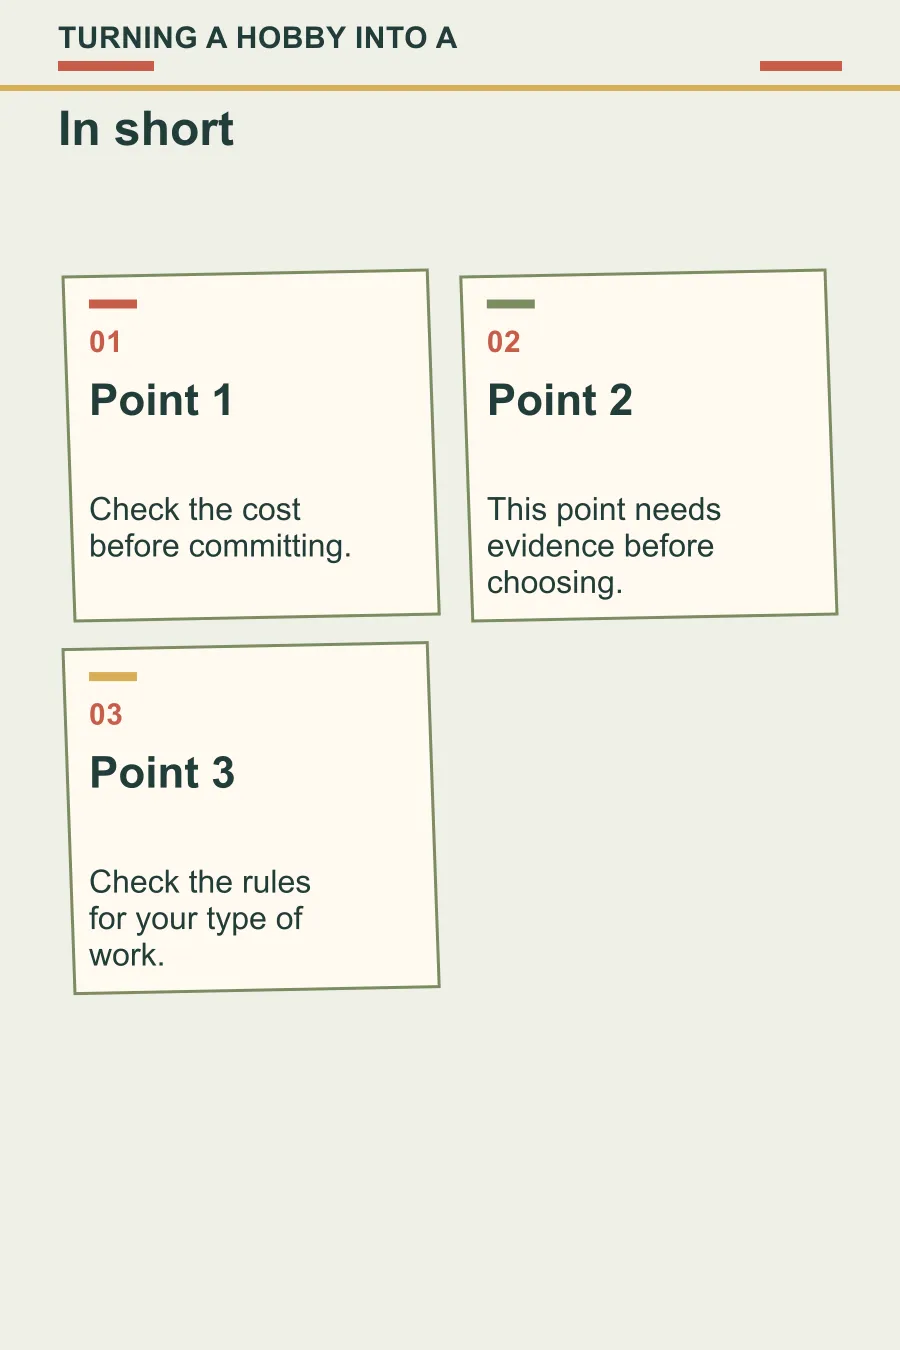 TURNING A HOBBY INTO A
In short
01
Point 1
Check the cost
before committing.
02
Point 2
This point needs
evidence before
choosing.
03
Point 3
Check the rules
for your type of
work.